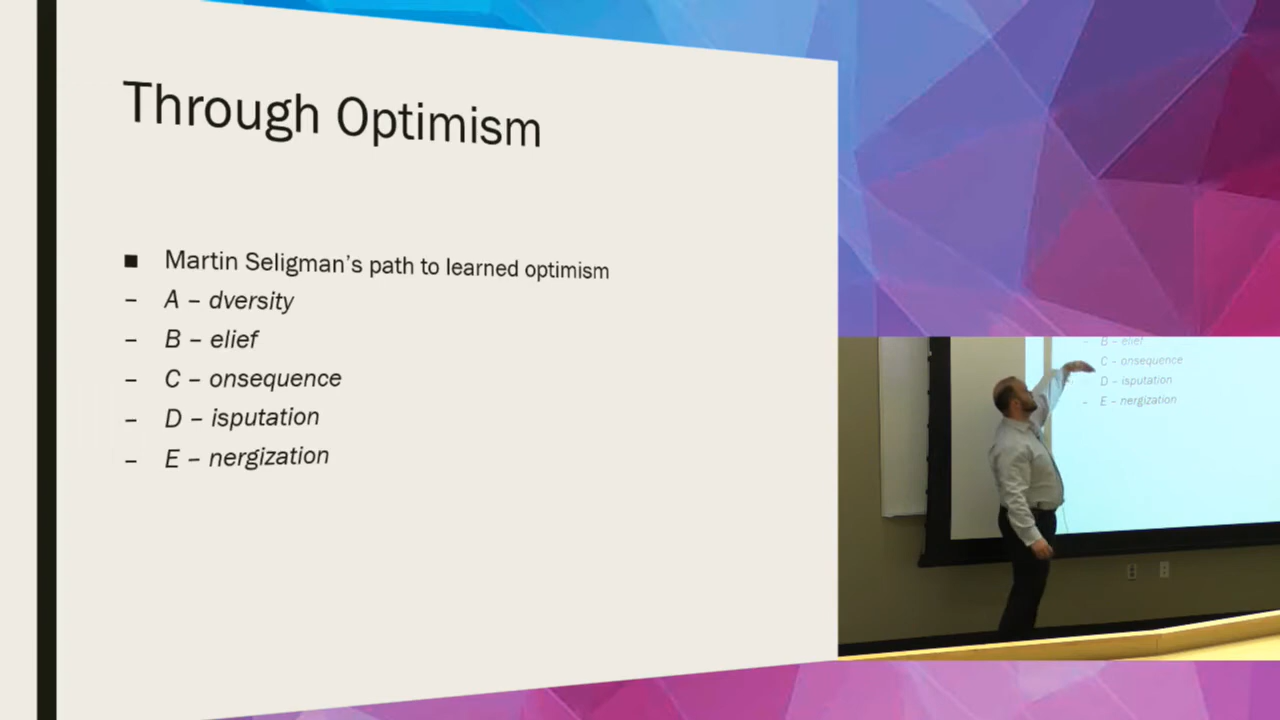 Through Optimism
■ Martin Seligman's path to learned optimism
– A – dversity
– B – elief
– C – onsequence
– D – isputation
– E – nergization
– B – elief
C – onsequence
D – isputation
- E – nergization